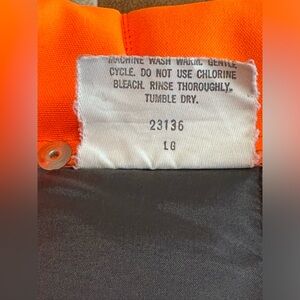 MACHINE WASH WARM. GENTLE
CYCLE. DO NOT USE CHLORINE
BLEACH. RINSE THOROUGHLY.
TUMBLE DRY.
23136
LG